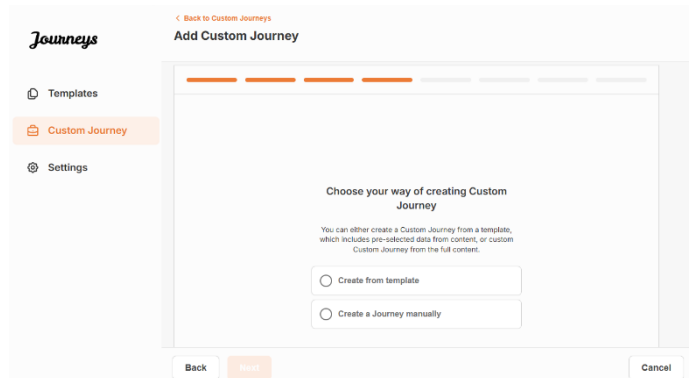 Journeys
Templates
Custom Journey
Settings
Back to Custom Journeys
Add Custom Journey
Choose your way of creating Custom
Journey
You can either create a Custom Journey from a template,
which includes pre-selected data from content, or custom
Custom Journey from the full content.
Create from template
Create a Journey manually
Back
Next
Cancel